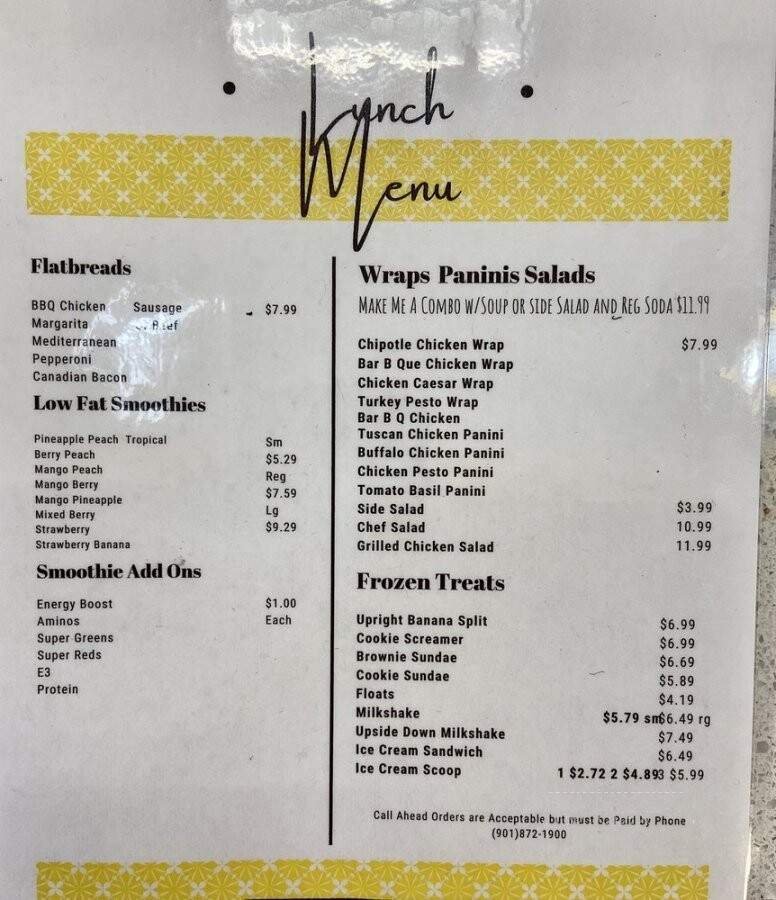 Lynch
Menu
Flatbreads
BBQ Chicken Sausage $7.99
Margarita
Mediterranean
Pepperoni
Canadian Bacon
Low Fat Smoothies
Pineapple Peach Tropical Sm
Berry Peach $5.29
Mango Peach Reg
Mango Berry $7.59
Mango Pineapple Lg
Mixed Berry $9.29
Strawberry
Strawberry Banana
Smoothie Add Ons
Energy Boost $1.00
Aminos Each
Super Greens
Super Reds
E3
Protein
Wraps Paninis Salads
Make Me A Combo w/Soup or side Salad and Reg Soda $11.99
Chipotle Chicken Wrap $7.99
Bar B Que Chicken Wrap
Chicken Caesar Wrap
Turkey Pesto Wrap
Bar B Q Chicken
Tuscan Chicken Panini
Buffalo Chicken Panini
Chicken Pesto Panini
Tomato Basil Panini
Side Salad $3.99
Chef Salad 10.99
Grilled Chicken Salad 11.99
Frozen Treats
Upright Banana Split $6.99
Cookie Screamer $6.99
Brownie Sundae $6.69
Cookie Sundae $5.89
Floats $4.19
Milkshake $5.79 sm $6.49 rg
Upside Down Milkshake $7.49
Ice Cream Sandwich $6.49
Ice Cream Scoop 1 $2.72 2 $4.89 3 $5.99
Call Ahead Orders are Acceptable but must be Paid by Phone
(901)872-1900